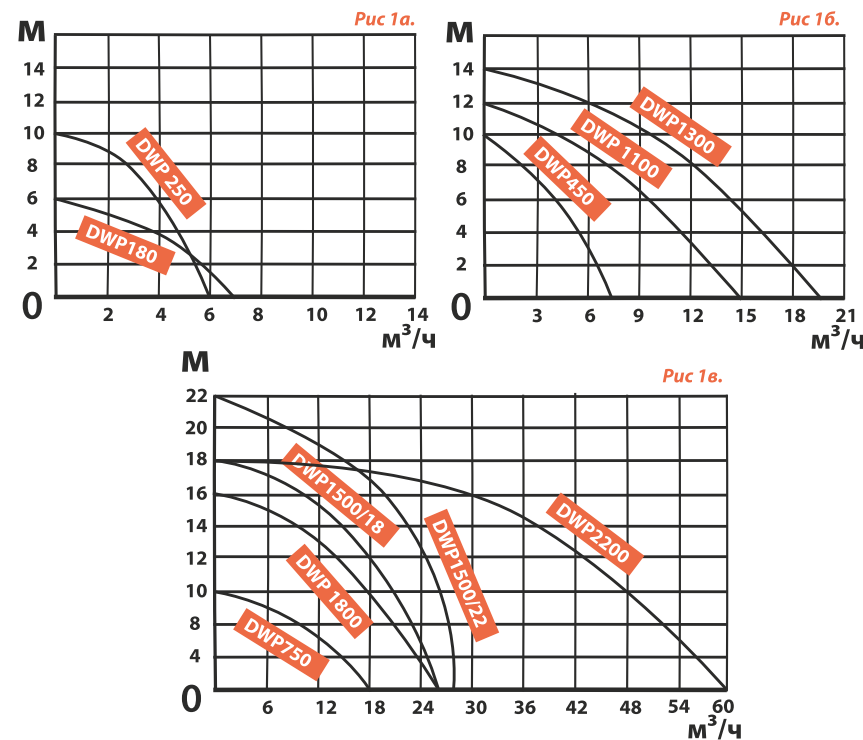 Рис 1а.
М
14
12
10
8
6
4
2
0
DWP 250
DWP180
2 4 6 8 10 12 14
м³/ч
Рис 1б.
М
14
12
10
8
6
4
2
0
DWP1300
DWP 1100
DWP450
3 6 9 12 15 18 21
м³/ч
Рис 1в.
М
22
20
18
16
14
12
10
8
4
0
DWP1500/18
DWP2200
DWP1500/22
DWP 1800
DWP750
6 12 18 24 30 36 42 48 54 60
м³/ч